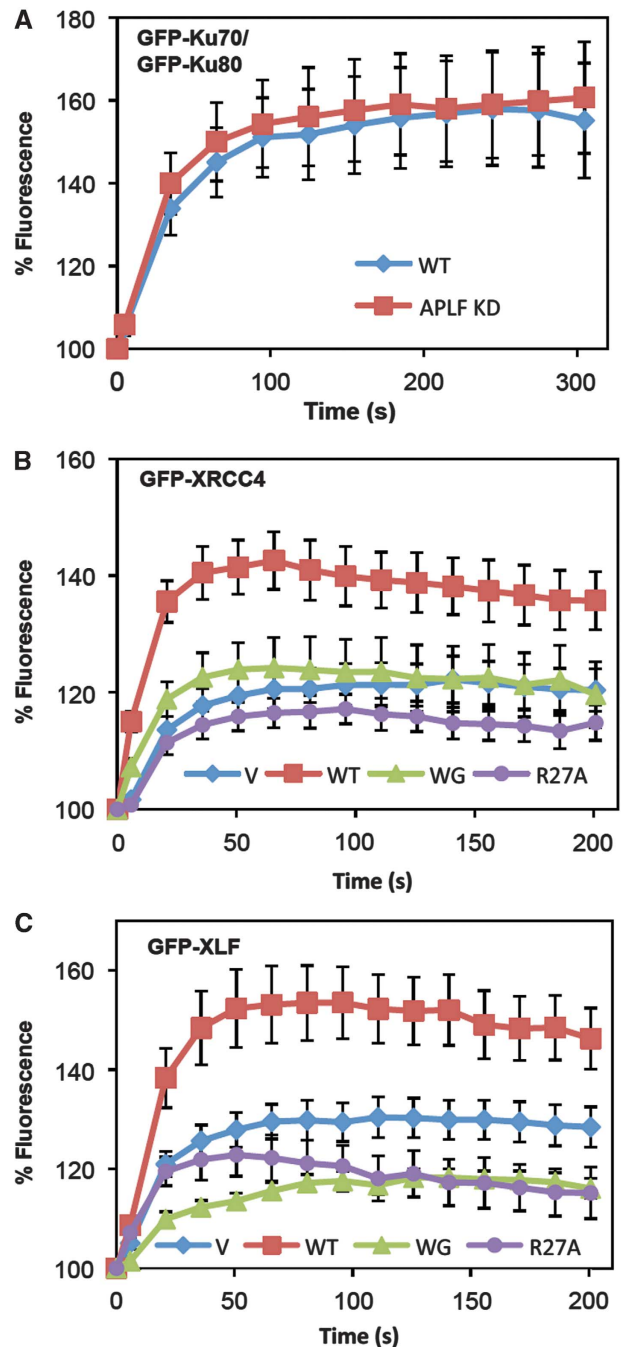 A
GFP-Ku70/
GFP-Ku80
180
160
140
120
100
% Fluorescence
WT
APLF KD
0 100 200 300
Time (s)
B
GFP-XRCC4
160
140
120
100
% Fluorescence
V WT WG R27A
0 50 100 150 200
Time (s)
C
GFP-XLF
160
140
120
100
% Fluorescence
V WT WG R27A
0 50 100 150 200
Time (s)